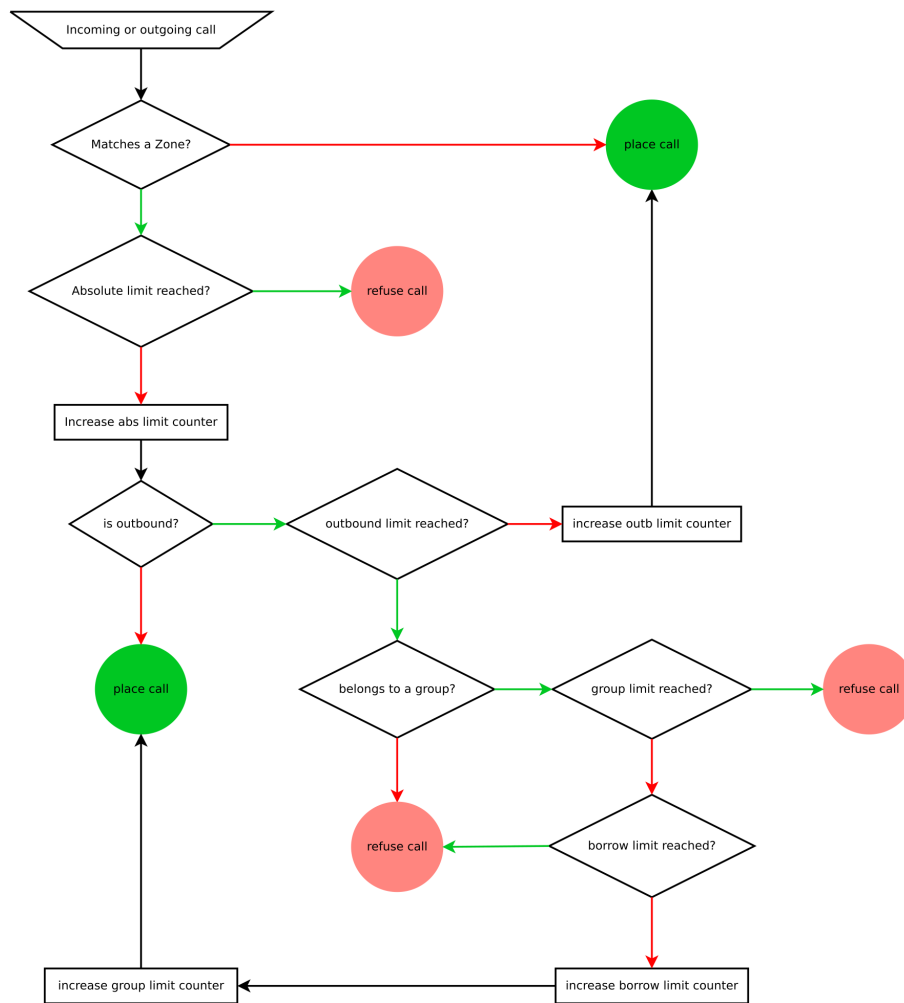 Incoming or outgoing call
Matches a Zone?
place call
Absolute limit reached?
refuse call
Increase abs limit counter
is outbound?
outbound limit reached?
increase outb limit counter
place call
belongs to a group?
group limit reached?
refuse call
refuse call
borrow limit reached?
increase group limit counter
increase borrow limit counter